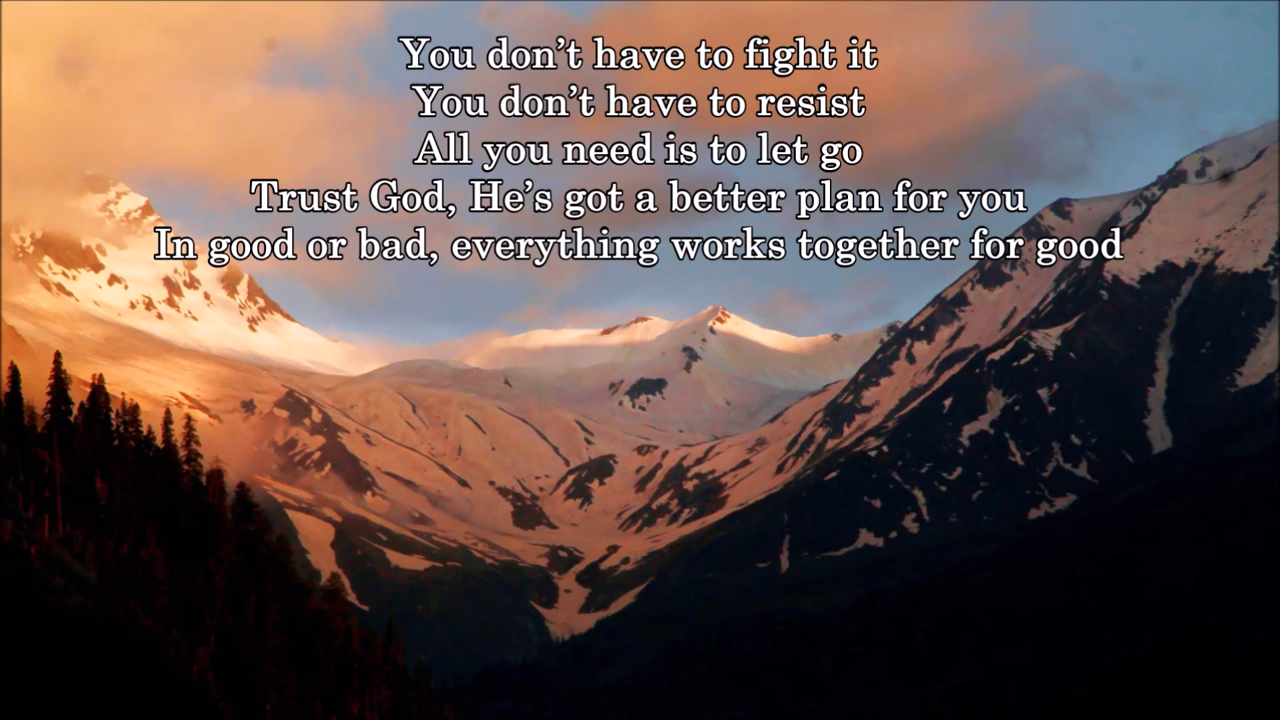 You don’t have to fight it
You don’t have to resist
All you need is to let go
Trust God, He’s got a better plan for you
In good or bad, everything works together for good